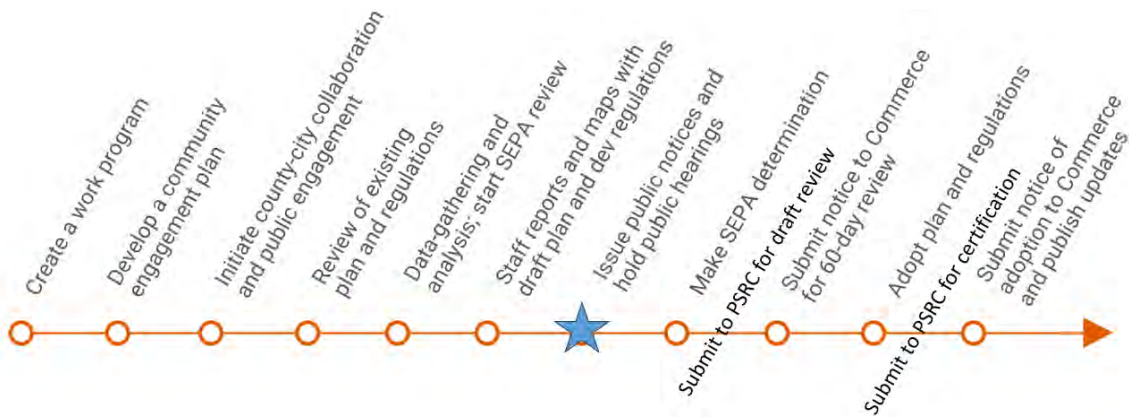 Create a work program
Develop a community
engagement plan
Initiate county-city collaboration
and public engagement
Review of existing
plan and regulations
Data-gathering and
analysis; start SEPA review
Staff reports and maps with
draft plan and dev regulations
Issue public notices and
hold public hearings
Make SEPA determination
Submit to PSRC for draft review
Submit notice to Commerce
for 60-day review
Adopt plan and regulations
Submit to PSRC for certification
Submit notice of
adoption to Commerce
and publish updates